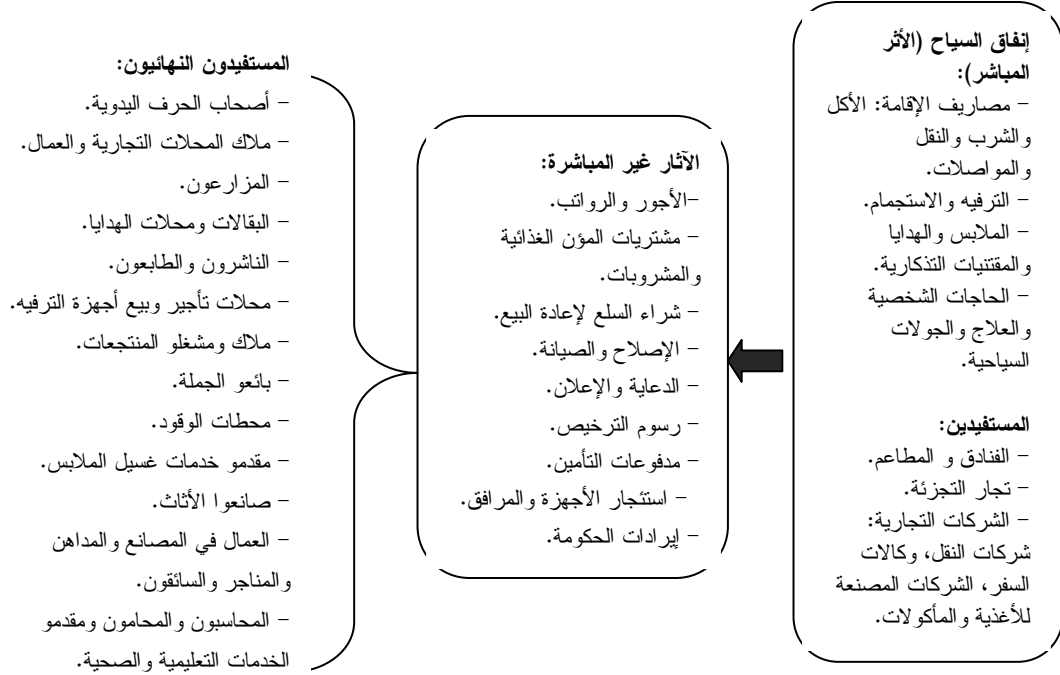 إنفاق السياح (الأثر
المباشر):
- مصاريف الإقامة: الأكل
والشرب والنقل
والمواصلات.
- الترفيه والاستجمام.
- الملابس والهدايا
والمقتنيات التذكارية.
- الحاجات الشخصية
والعلاج والجولات
السياحية.
المستفيدين:
- الفنادق و المطاعم.
- تجار التجزئة.
- الشركات التجارية:
شركات النقل، وكالات
السفر، الشركات المصنعة
للأغذية والمأكولات.
الآثار غير المباشرة:
-الأجور والرواتب.
- مشتريات المؤن الغذائية
والمشروبات.
- شراء السلع لإعادة البيع.
- الإصلاح والصيانة.
- الدعاية والإعلان.
- رسوم الترخيص.
- مدفوعات التأمين.
- استئجار الأجهزة والمرافق.
- إيرادات الحكومة.
المستفيدون النهائيون:
- أصحاب الحرف اليدوية.
- ملاك المحلات التجارية والعمال.
- المزارعون.
- البقالات ومحلات الهدايا.
- الناشرون والطابعون.
- محلات تأجير وبيع أجهزة الترفيه.
- ملاك ومشغلو المنتجعات.
- بائعو الجملة.
- محطات الوقود.
- مقدمو خدمات غسيل الملابس.
- صانعوا الأثاث.
- العمال في المصانع والمداهن
والمناجر والسائقون.
- المحاسبون والمحامون ومقدمو
الخدمات التعليمية والصحية.